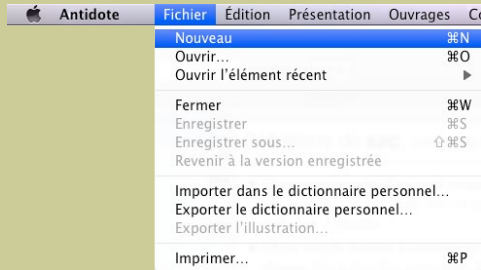 Antidote Fichier Édition Présentation Ouvrages
Nouveau ⌘N
Ouvrir... ⌘O
Ouvrir l'élément récent ▶
Fermer ⌘W
Enregistrer ⌘S
Enregistrer sous... ⇧⌘S
Revenir à la version enregistrée
Importer dans le dictionnaire personnel...
Exporter le dictionnaire personnel...
Exporter l'illustration...
Imprimer... ⌘P